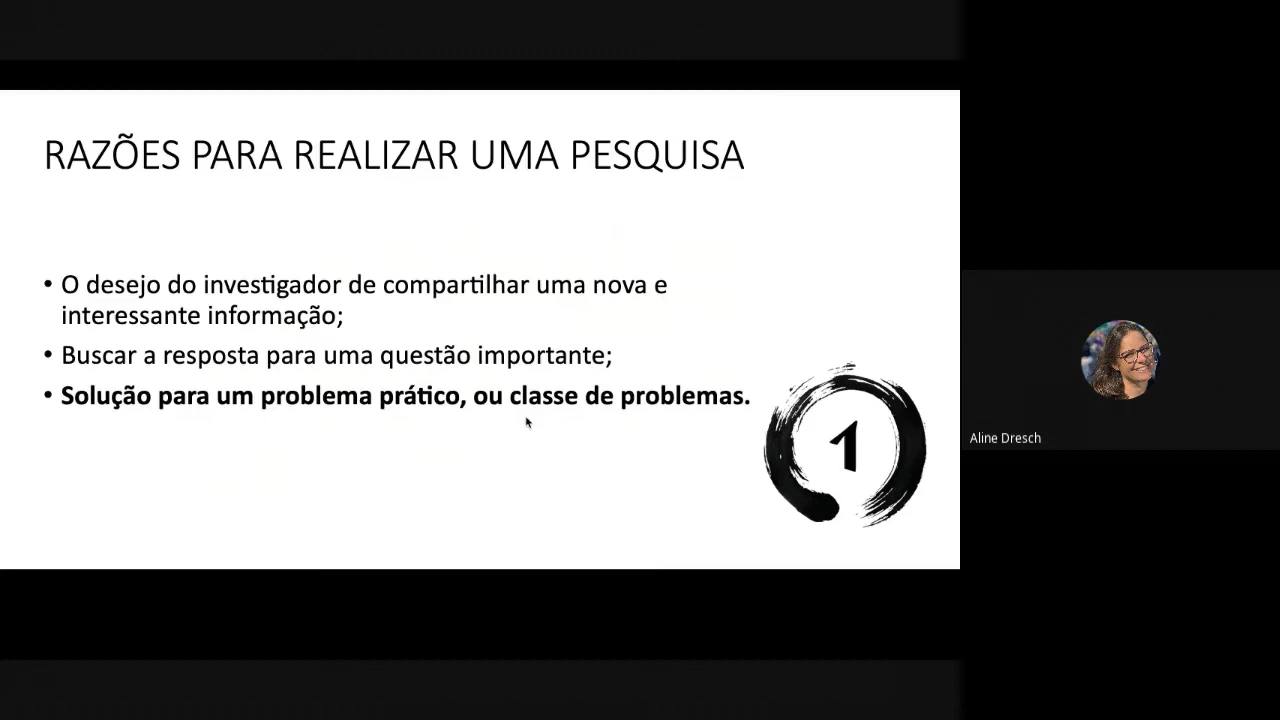 RAZÕES PARA REALIZAR UMA PESQUISA
• O desejo do investigador de compartilhar uma nova e
interessante informação;
• Buscar a resposta para uma questão importante;
• Solução para um problema prático, ou classe de problemas.
1
Aline Dresch